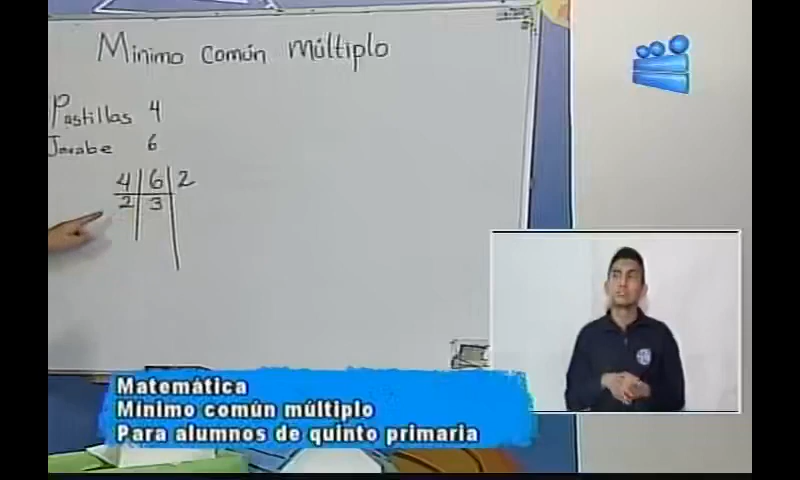 Mínimo común múltiplo
Pastillas 4
Jarabe 6
4 6 2
2 3
Matemática
Mínimo común múltiplo
Para alumnos de quinto primaria